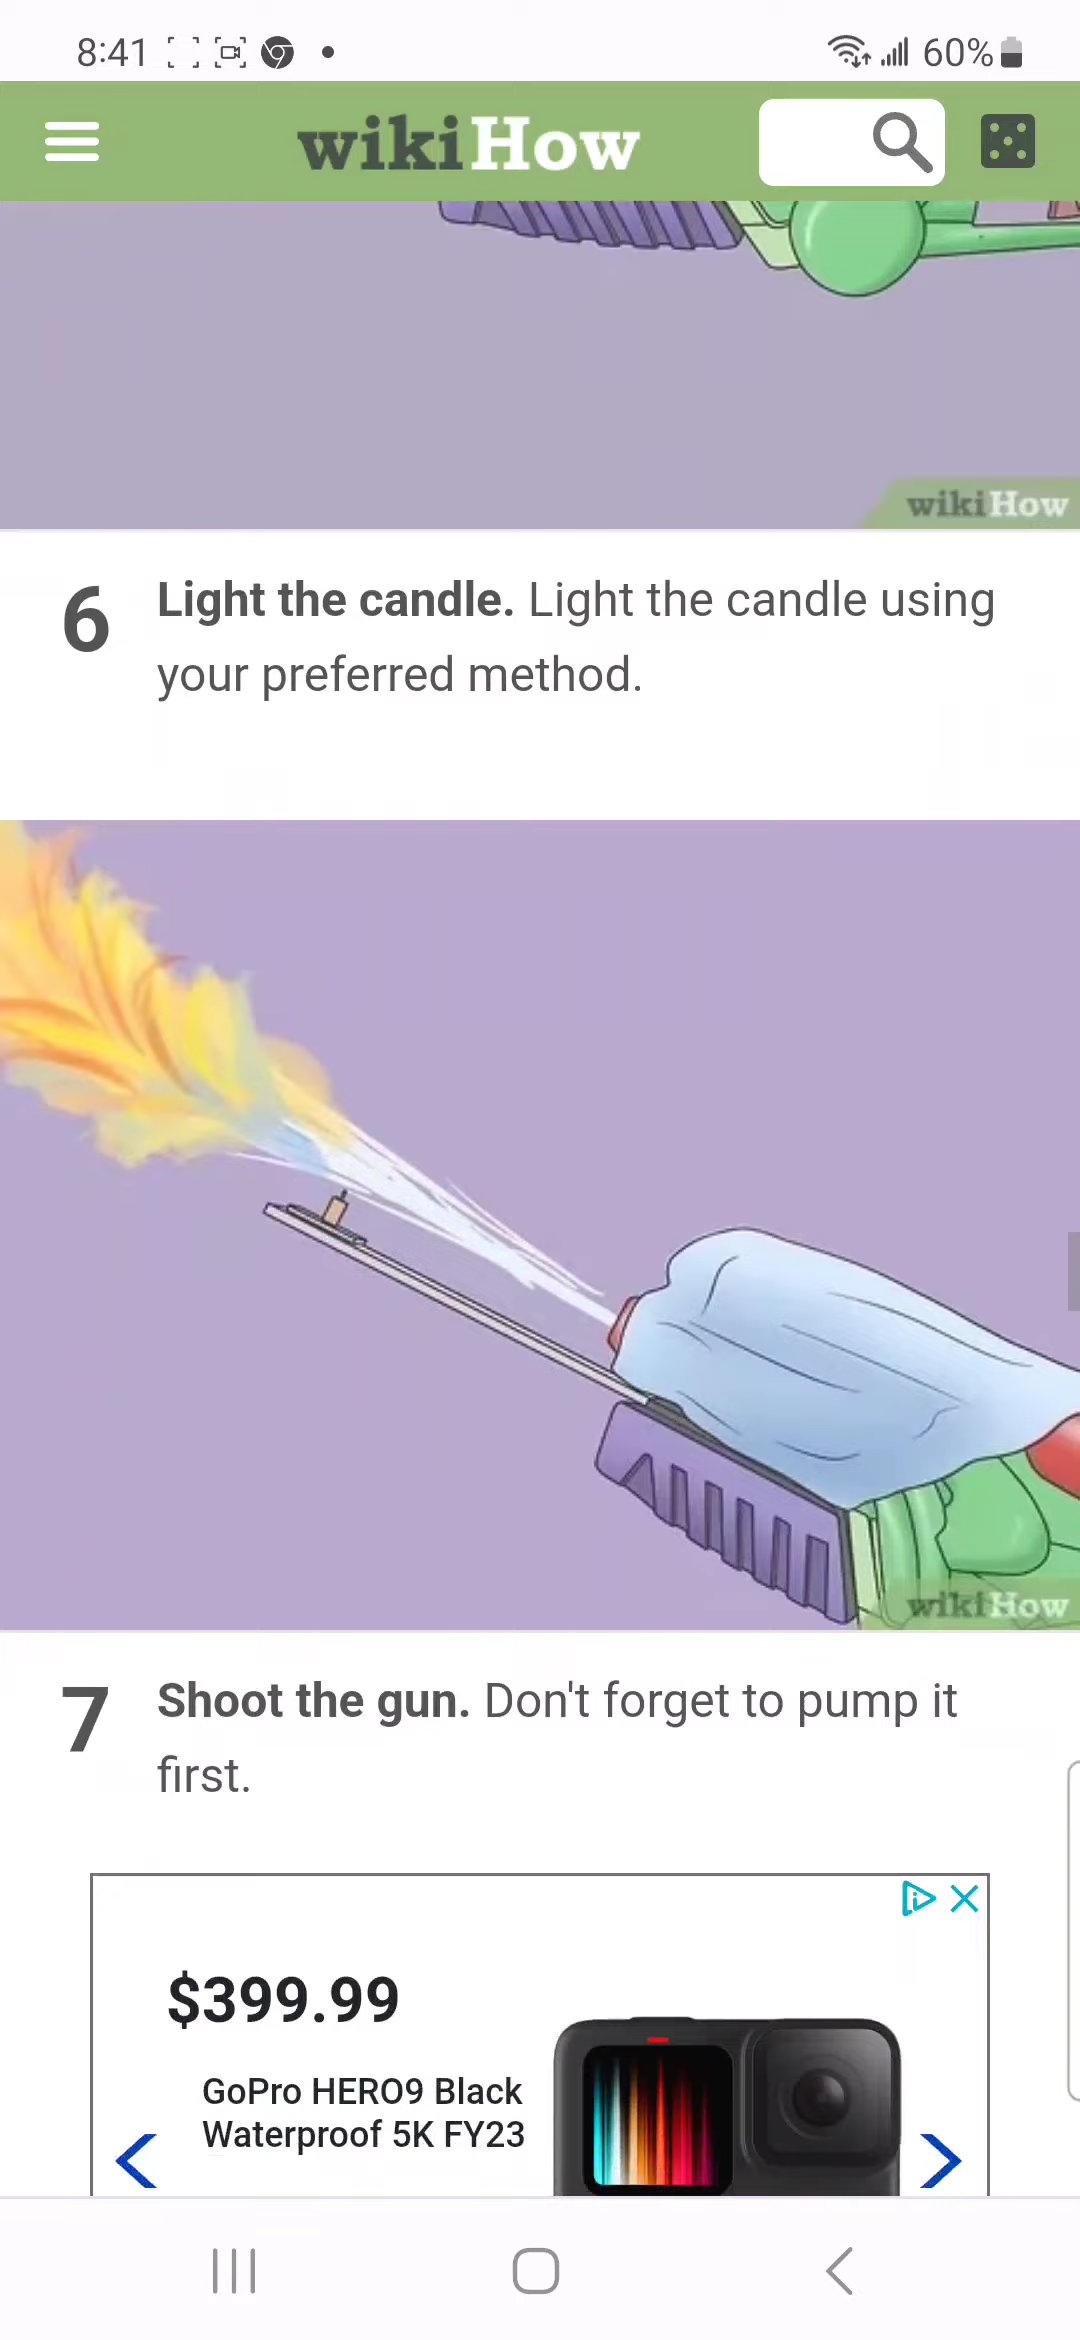 8:41
60%
wikiHow
wikiHow
6
Light the candle. Light the candle using
your preferred method.
wikiHow
7
Shoot the gun. Don't forget to pump it
first.
$399.99
GoPro HERO9 Black
Waterproof 5K FY23